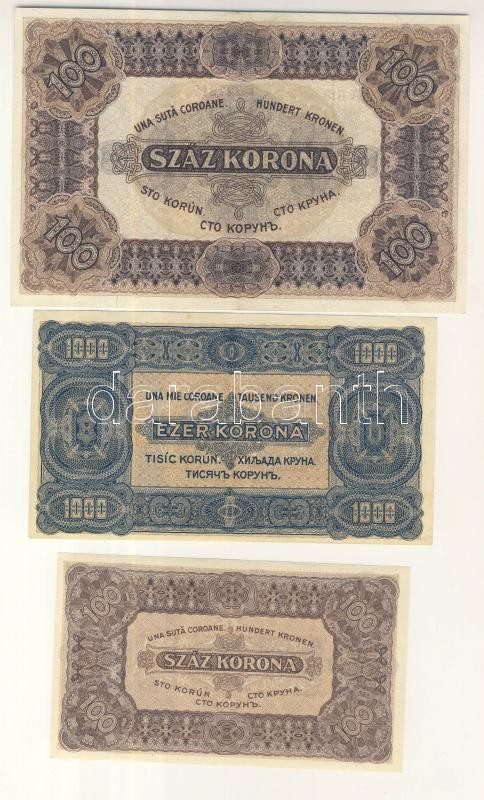 100 100
UNA SUTĂ COROANE. HUNDERT KRONEN.
SZÁZ KORONA
STO KORÚN. СТО КРУНА.
СТО КОРУНЪ.
100 100
1000 1000
UNA MIE COROANE. TAUSEND KRONEN.
darabanth
EZER KORONA
TISÍC KORÚN. ХИЉАДА КРУНА.
ТИСЯЧЪ КОРУНЪ.
1000 1000
100 100
UNA SUTĂ COROANE. HUNDERT KRONEN.
SZÁZ KORONA
STO KORÚN СТО КРУНА.
СТО КОРУНЪ.
100 100